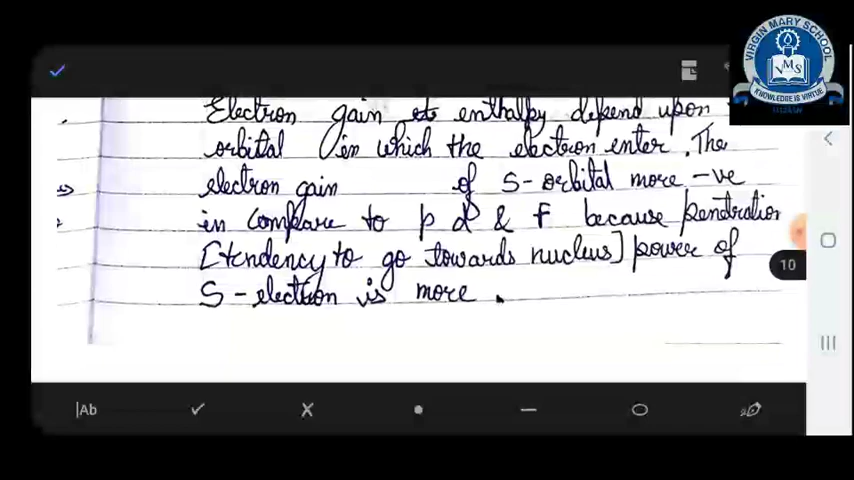 VIRGIN MARY SCHOOL
VMS
KNOWLEDGE IS VIRTUE
Electron gain enthalpy depend upon
orbital in which the electron enter. The
electron gain of S-orbital more -ve
in compare to p d & f because penetration
[tendency to go towards nucleus] power of
S-electron is more.
10
|Ab